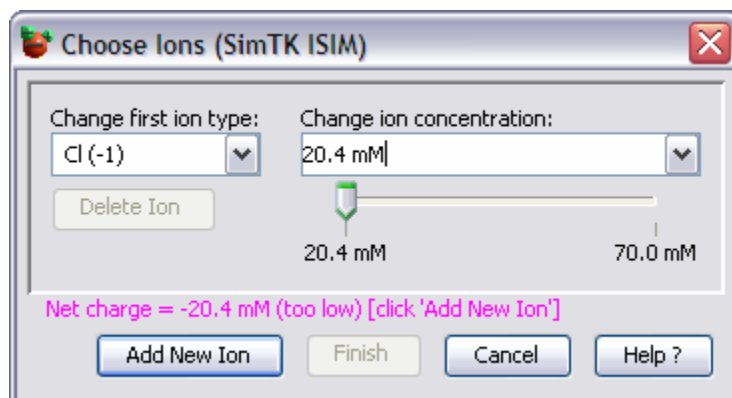 Choose Ions (SimTK ISIM)
Change first ion type: Change ion concentration:
Cl (-1) 20.4 mM
Delete Ion
20.4 mM 70.0 mM
Net charge = -20.4 mM (too low) [click 'Add New Ion']
Add New Ion Finish Cancel Help ?